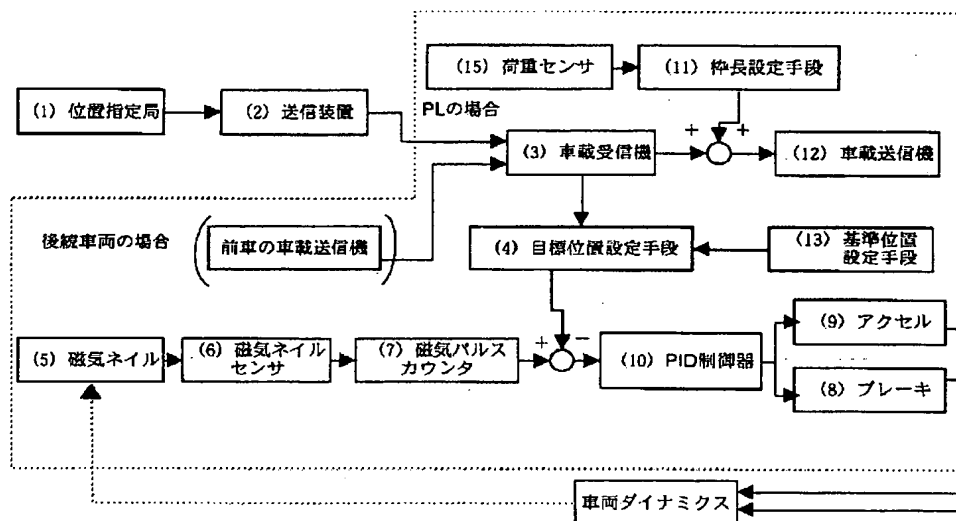 (15) 荷重センサ
(11) 枠長設定手段
(1) 位置指定局
(2) 送信装置
PLの場合
(3) 車載受信機
+
+
(12) 車載送信機
後続車両の場合
前車の車載送信機
(4) 目標位置設定手段
(13) 基準位置
設定手段
(5) 磁気ネイル
(6) 磁気ネイル
センサ
(7) 磁気パルス
カウンタ
+
−
(10) PID制御器
(9) アクセル
(8) ブレーキ
車両ダイナミクス